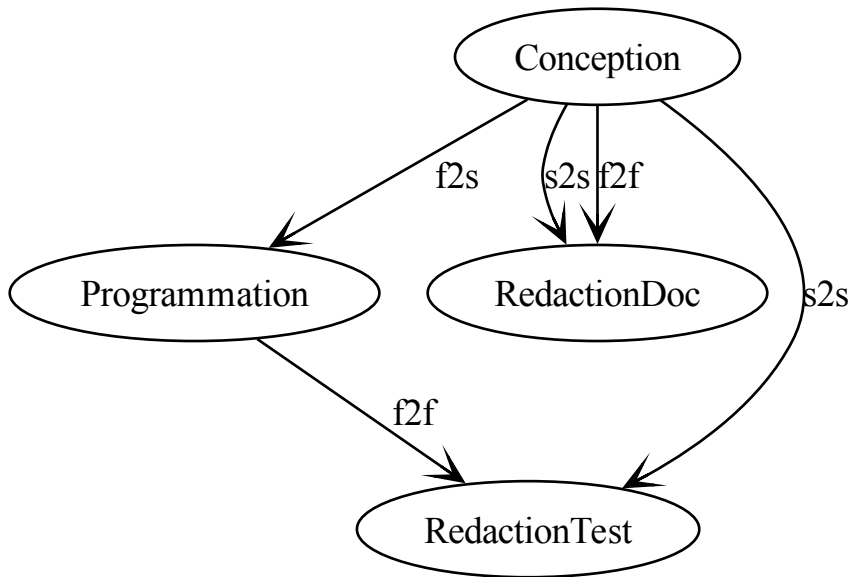 Conception
f2s
s2s
f2f
Programmation
RedactionDoc
s2s
f2f
RedactionTest